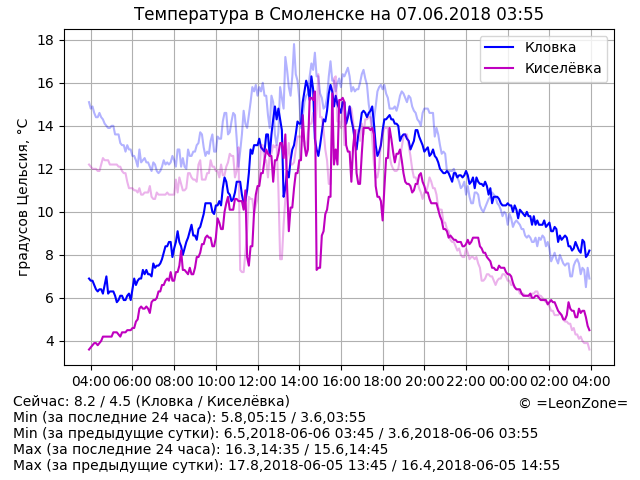 Температура в Смоленске на 07.06.2018 03:55
градусов Цельсия, °C
18
16
14
12
10
8
6
4
Кловка
Киселёвка
04:00 06:00 08:00 10:00 12:00 14:00 16:00 18:00 20:00 22:00 00:00 02:00 04:00
Сейчас: 8.2 / 4.5 (Кловка / Киселёвка)
© =LeonZone=
Min (за последние 24 часа): 5.8,05:15 / 3.6,03:55
Min (за предыдущие сутки): 6.5,2018-06-06 03:45 / 3.6,2018-06-06 03:55
Max (за последние 24 часа): 16.3,14:35 / 15.6,14:45
Max (за предыдущие сутки): 17.8,2018-06-05 13:45 / 16.4,2018-06-05 14:55